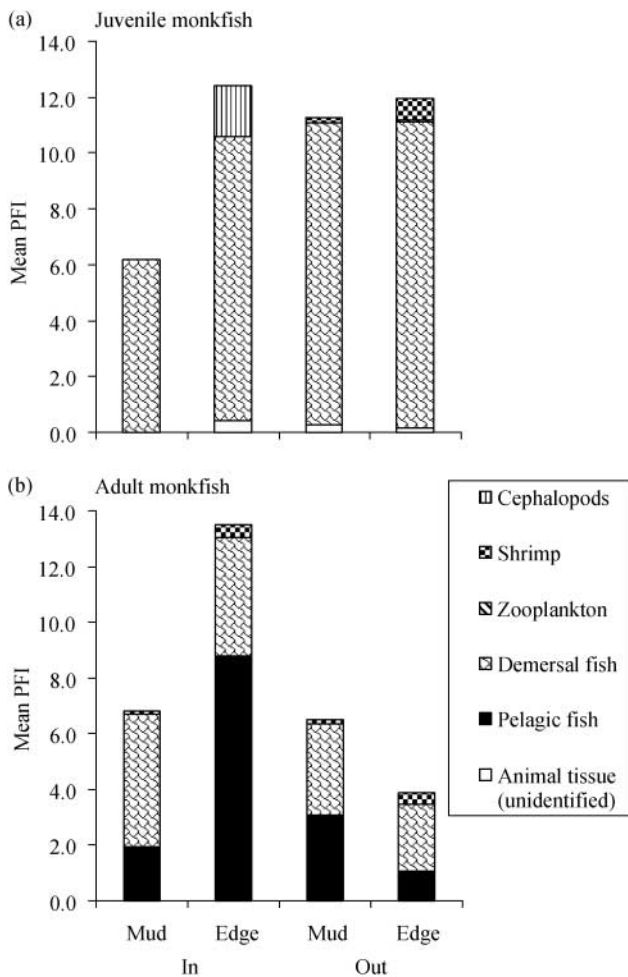 (a) Juvenile monkfish
14.0
12.0
10.0
8.0
6.0
4.0
2.0
0.0
Mean PFI
(b) Adult monkfish
14.0
12.0
10.0
8.0
6.0
4.0
2.0
0.0
Mean PFI
Mud Edge Mud Edge
In Out
Cephalopods
Shrimp
Zooplankton
Demersal fish
Pelagic fish
Animal tissue
(unidentified)